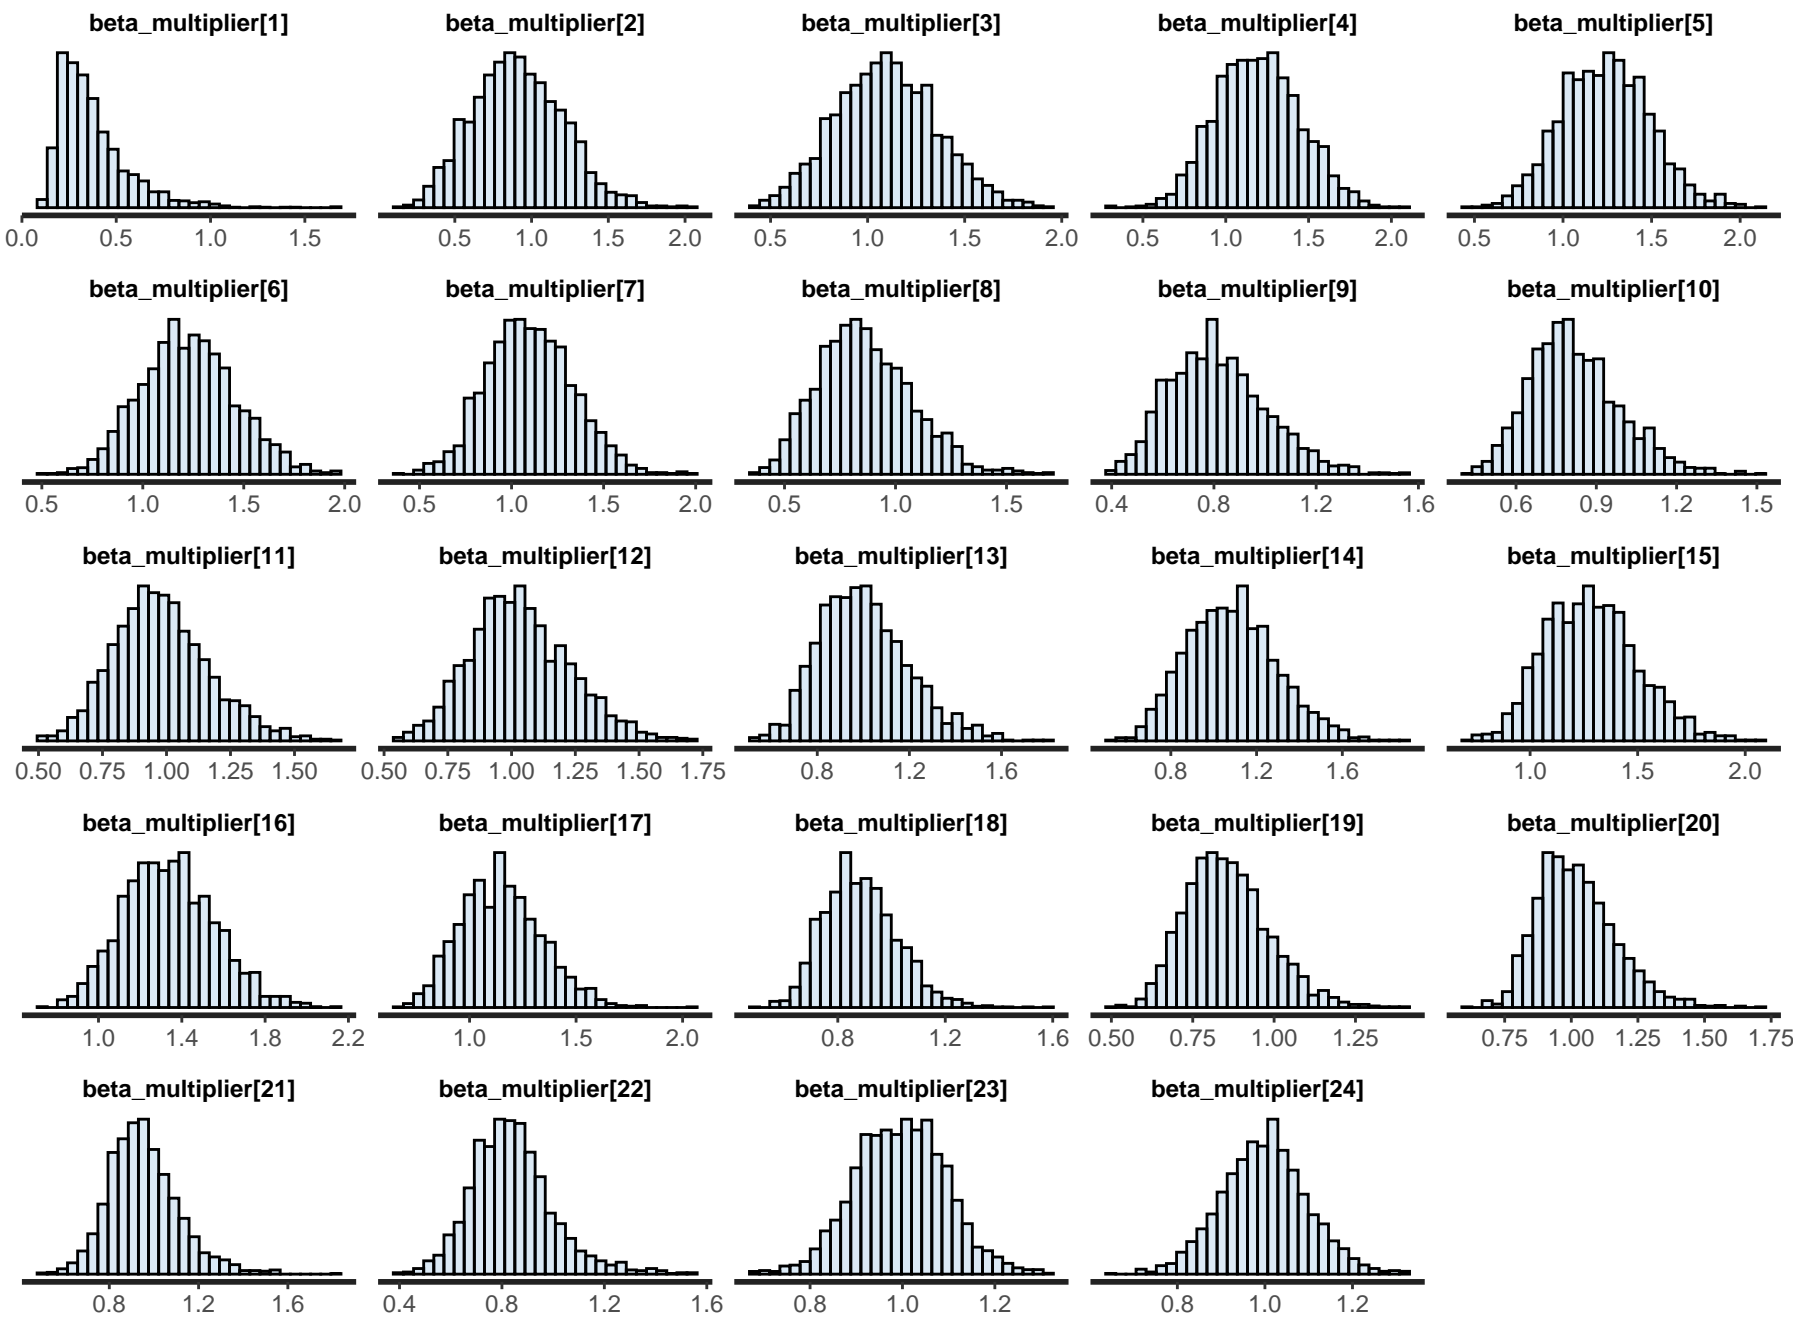 beta_multiplier[1] beta_multiplier[2] beta_multiplier[3] beta_multiplier[4] beta_multiplier[5]
0.0 0.5 1.0 1.5 0.5 1.0 1.5 2.0 0.5 1.0 1.5 2.0 0.5 1.0 1.5 2.0 0.5 1.0 1.5 2.0
beta_multiplier[6] beta_multiplier[7] beta_multiplier[8] beta_multiplier[9] beta_multiplier[10]
0.5 1.0 1.5 2.0 0.5 1.0 1.5 2.0 0.5 1.0 1.5 0.4 0.8 1.2 1.6 0.6 0.9 1.2 1.5
beta_multiplier[11] beta_multiplier[12] beta_multiplier[13] beta_multiplier[14] beta_multiplier[15]
0.50 0.75 1.00 1.25 1.50 0.50 0.75 1.00 1.25 1.50 1.75 0.8 1.2 1.6 0.8 1.2 1.6 1.0 1.5 2.0
beta_multiplier[16] beta_multiplier[17] beta_multiplier[18] beta_multiplier[19] beta_multiplier[20]
1.0 1.4 1.8 2.2 1.0 1.5 2.0 0.8 1.2 1.6 0.50 0.75 1.00 1.25 0.75 1.00 1.25 1.50 1.75
beta_multiplier[21] beta_multiplier[22] beta_multiplier[23] beta_multiplier[24]
0.8 1.2 1.6 0.4 0.8 1.2 1.6 0.8 1.0 1.2 0.8 1.0 1.2